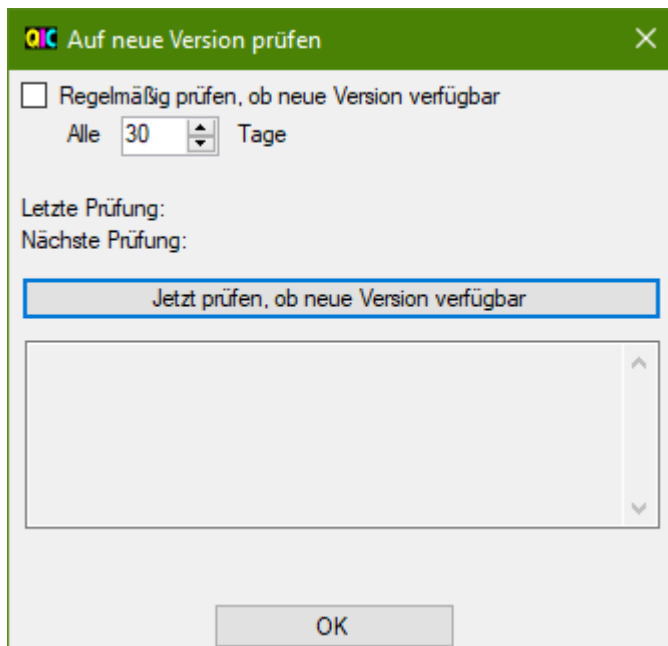 QIC Auf neue Version prüfen
Regelmäßig prüfen, ob neue Version verfügbar
Alle 30 Tage
Letzte Prüfung:
Nächste Prüfung:
Jetzt prüfen, ob neue Version verfügbar
OK